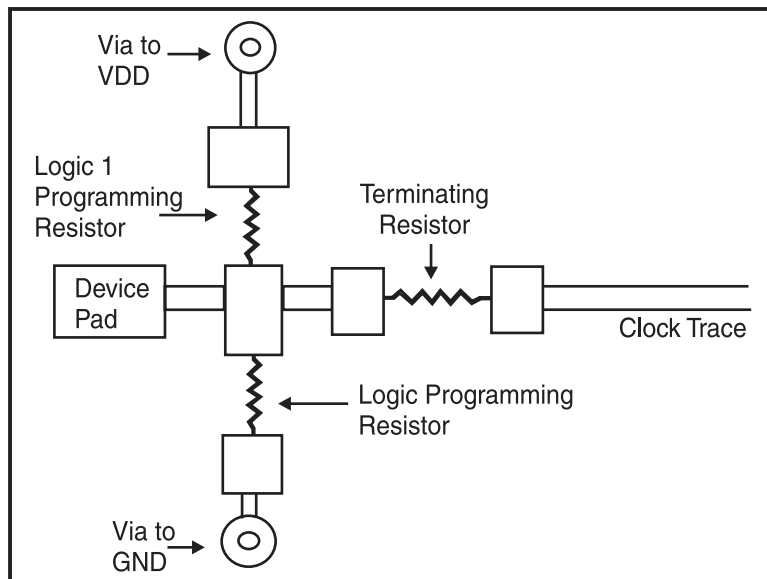 Via to
VDD
Logic 1
Programming
Resistor
Terminating
Resistor
Device
Pad
Clock Trace
Logic Programming
Resistor
Via to
GND